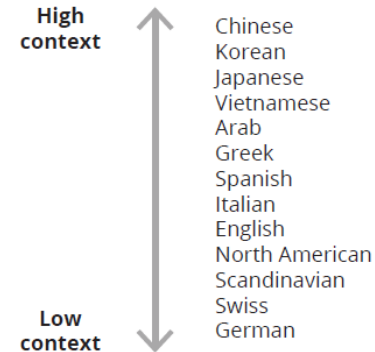 High
context
Chinese
Korean
Japanese
Vietnamese
Arab
Greek
Spanish
Italian
English
North American
Scandinavian
Swiss
German
Low
context